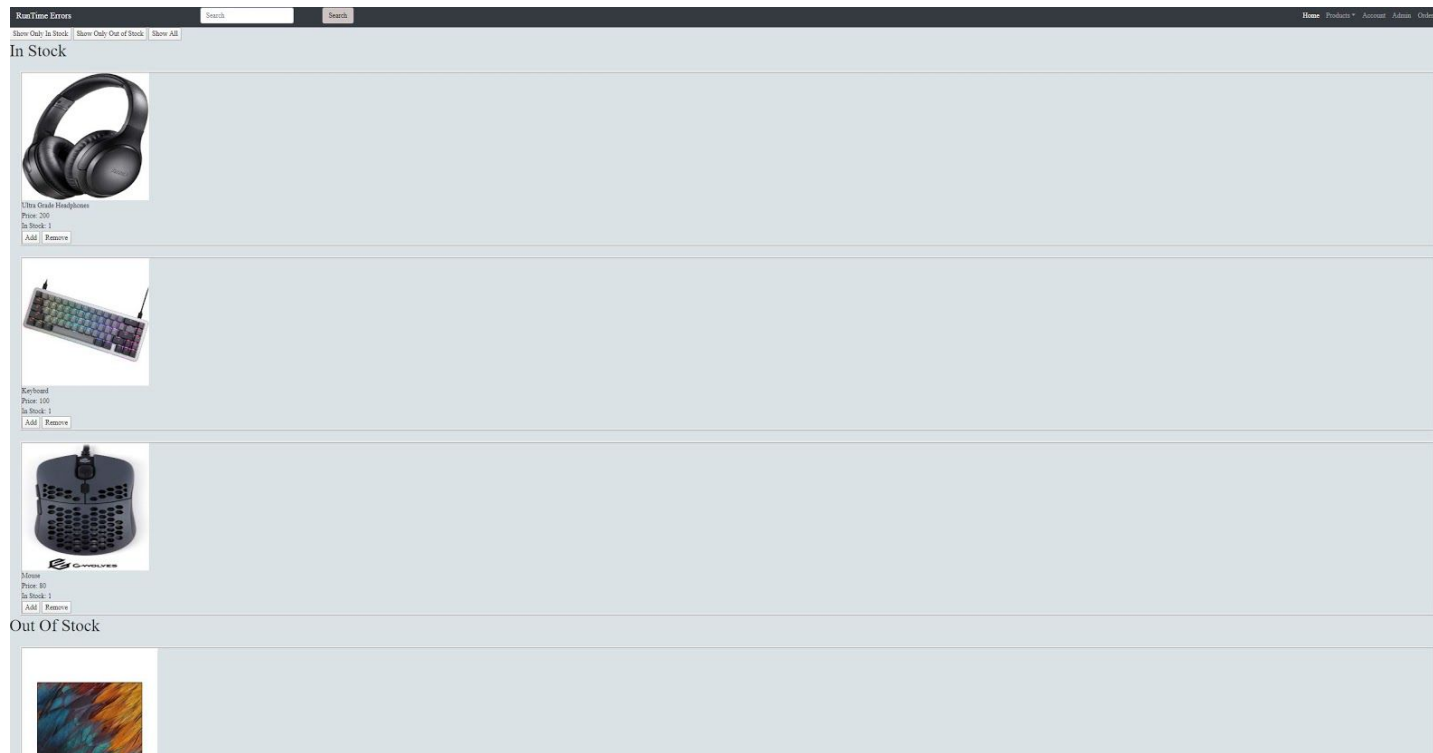 RunTime Errors Search Search Home Products Account Admin Order
Show Only In Stock Show Only Out of Stock Show All
In Stock
Ultra Grade Headphones
Price: 200
In Stock: 1
Add Remove
Keyboard
Price: 100
In Stock: 1
Add Remove
G-WOLVES
Mouse
Price: 80
In Stock: 1
Add Remove
Out Of Stock